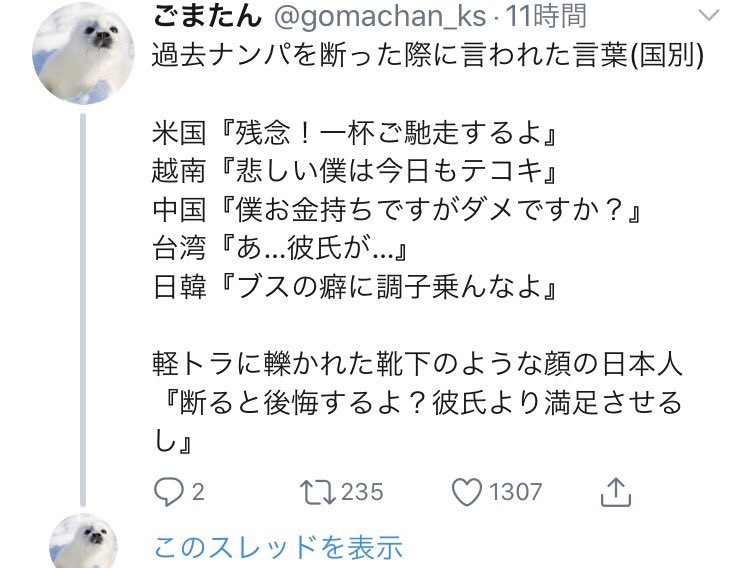 ごまたん @gomachan_ks · 11時間
過去ナンパを断った際に言われた言葉(国別)
米国『残念！一杯ご馳走するよ』
越南『悲しい僕は今日もテコキ』
中国『僕お金持ちですがダメですか？』
台湾『あ...彼氏が...』
日韓『ブスの癖に調子乗んなよ』
軽トラに轢かれた靴下のような顔の日本人
『断ると後悔するよ？彼氏より満足させる
し』
2 235 1307
このスレッドを表示